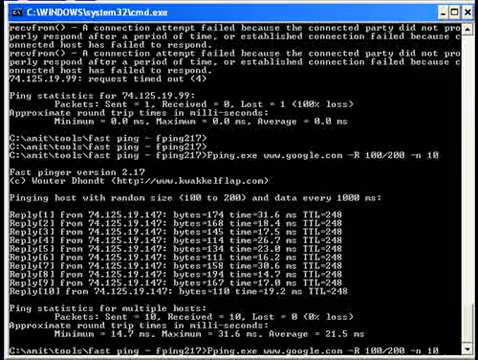 C:\WINDOWS\system32\cmd.exe
recvfrom() - A connection attempt failed because the connected party did not pro
perly respond after a period of time, or established connection failed because c
onnected host has failed to respond.
recvfrom() - A connection attempt failed because the connected party did not pro
perly respond after a period of time, or established connection failed because c
onnected host has failed to respond.
74.125.19.99: request timed out (4)
Ping statistics for 74.125.19.99:
Packets: Sent = 1, Received = 0, Lost = 1 (100% loss)
Approximate round trip times in milli-seconds:
Minimum = 0.0 ms, Maximum = 0.0 ms, Average = 0.0 ms
C:\amit\tools\fast ping - fping217>
C:\amit\tools\fast ping - fping217>
C:\amit\tools\fast ping - fping217>Fping.exe www.google.com -R 100/200 -n 10
Fast pinger version 2.17
(c) Wouter Dhondt (http://www.kwakkelflap.com)
Pinging host with random size (100 to 200) and data every 1000 ms:
Reply[1] from 74.125.19.147: bytes=174 time=31.6 ms TTL=248
Reply[2] from 74.125.19.147: bytes=168 time=18.4 ms TTL=248
Reply[3] from 74.125.19.147: bytes=145 time=17.5 ms TTL=248
Reply[4] from 74.125.19.147: bytes=114 time=26.7 ms TTL=248
Reply[5] from 74.125.19.147: bytes=134 time=23.0 ms TTL=248
Reply[6] from 74.125.19.147: bytes=111 time=16.2 ms TTL=248
Reply[7] from 74.125.19.147: bytes=158 time=30.6 ms TTL=248
Reply[8] from 74.125.19.147: bytes=194 time=14.7 ms TTL=248
Reply[9] from 74.125.19.147: bytes=167 time=17.0 ms TTL=248
Reply[10] from 74.125.19.147: bytes=110 time=19.2 ms TTL=248
Ping statistics for multiple hosts:
Packets: Sent = 10, Received = 10, Lost = 0 (0% loss)
Approximate round trip times in milli-seconds:
Minimum = 14.7 ms, Maximum = 31.6 ms, Average = 21.5 ms
C:\amit\tools\fast ping - fping217>Fping.exe www.google.com -R 100/200 -n 10